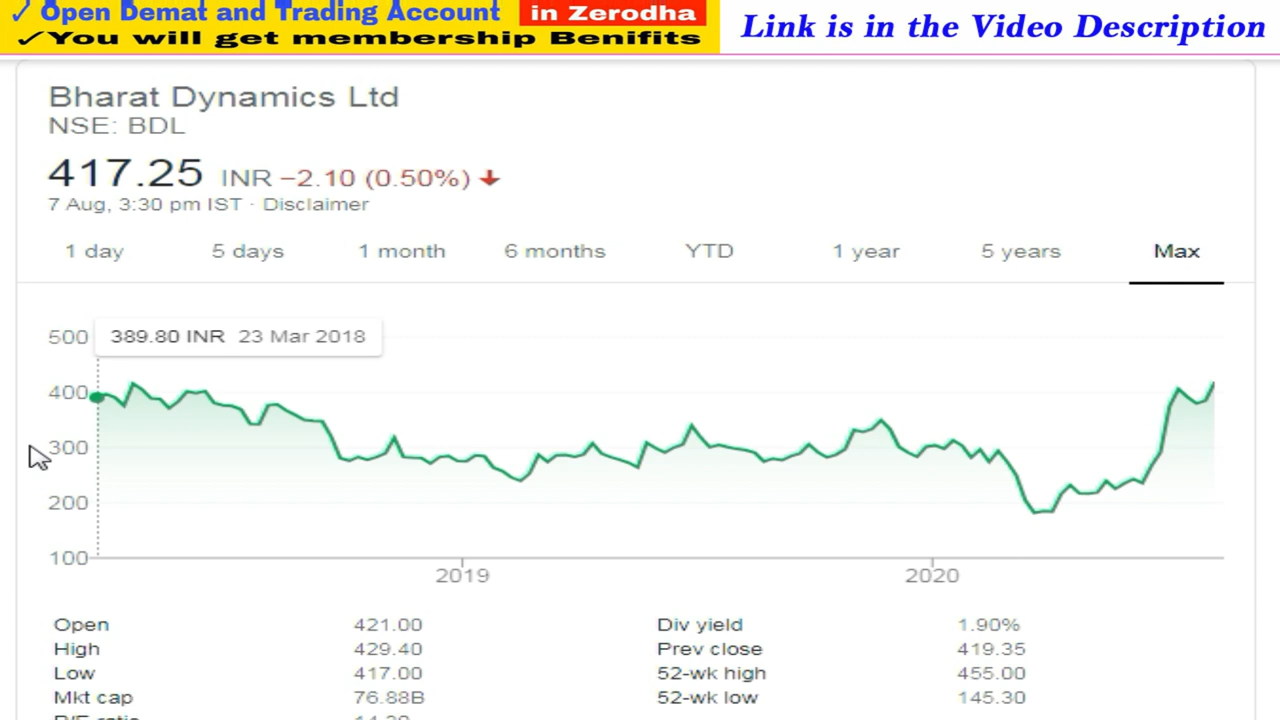 ✓ Open Demat and Trading Account in Zerodha
✓You will get membership Benifits
Link is in the Video Description
Bharat Dynamics Ltd
NSE: BDL
417.25 INR −2.10 (0.50%)
7 Aug, 3:30 pm IST · Disclaimer
1 day 5 days 1 month 6 months YTD 1 year 5 years Max
389.80 INR 23 Mar 2018
500
400
300
200
100
2019 2020
Open 421.00 Div yield 1.90%
High 429.40 Prev close 419.35
Low 417.00 52-wk high 455.00
Mkt cap 76.88B 52-wk low 145.30
P/E ratio